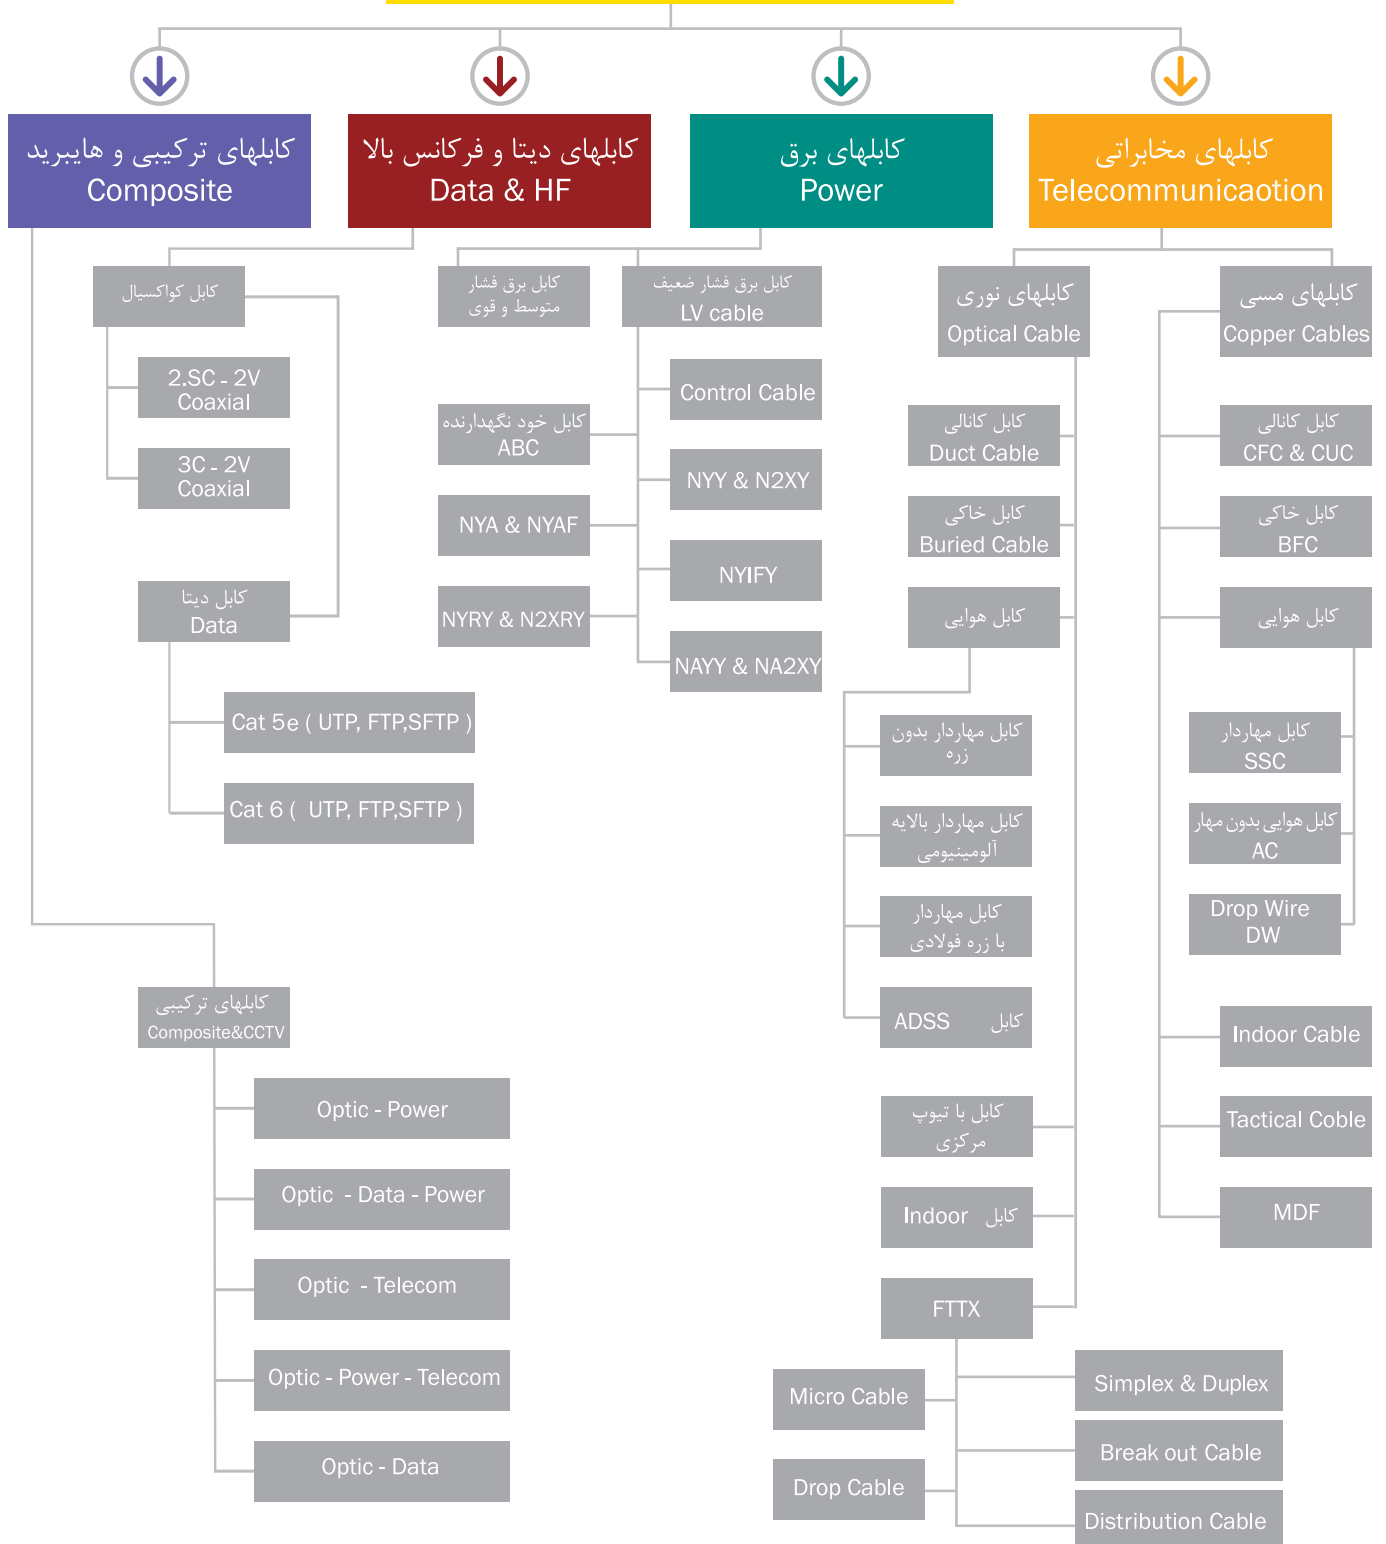 کابلهای مخابراتی
Telecommunicaotion
کابلهای برق
Power
کابلهای دیتا و فرکانس بالا
Data & HF
کابلهای ترکیبی و هایبرید
Composite
کابلهای مسی
Copper Cables
کابل کانالی
CFC & CUC
کابل خاکی
BFC
کابل هوایی
کابل مهاردار
SSC
کابل هوایی بدون مهار
AC
Drop Wire
DW
Indoor Cable
Tactical Coble
MDF
کابلهای نوری
Optical Cable
کابل کانالی
Duct Cable
کابل خاکی
Buried Cable
کابل هوایی
کابل مهاردار بدون
زره
کابل مهاردار بالایه
آلومینیومی
کابل مهاردار
با زره فولادی
کابل ADSS
کابل با تیوپ
مرکزی
کابل Indoor
FTTX
Simplex & Duplex
Micro Cable
Break out Cable
Drop Cable
Distribution Cable
کابل برق فشار ضعیف
LV cable
Control Cable
کابل خود نگهدارنده
ABC
NYY & N2XY
NYA & NYAF
NYIFY
NYRY & N2XRY
NAYY & NA2XY
کابل برق فشار
متوسط و قوی
کابل کواکسیال
2.SC - 2V
Coaxial
3C - 2V
Coaxial
کابل دیتا
Data
Cat 5e ( UTP, FTP,SFTP )
Cat 6 ( UTP, FTP,SFTP )
کابلهای ترکیبی
Composite&CCTV
Optic - Power
Optic - Data - Power
Optic - Telecom
Optic - Power - Telecom
Optic - Data